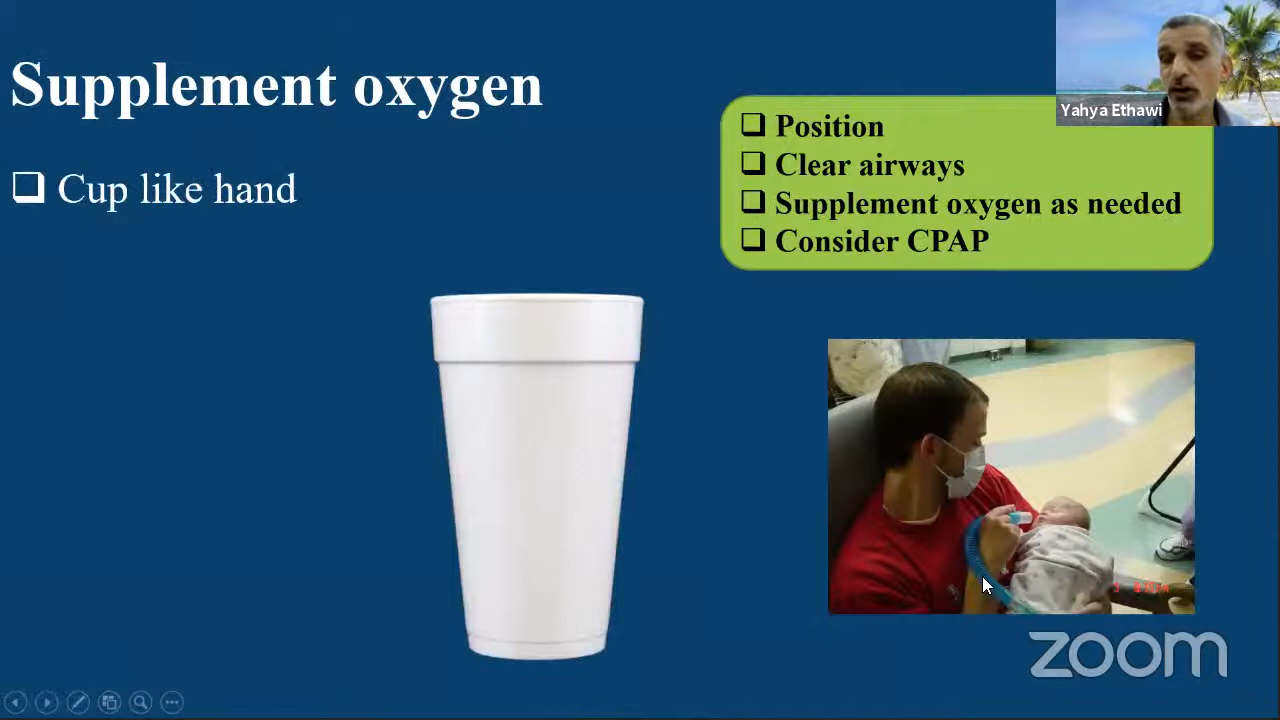 Supplement oxygen
❑ Cup like hand
❑ Position
❑ Clear airways
❑ Supplement oxygen as needed
❑ Consider CPAP
Yahya Ethawi
zoom